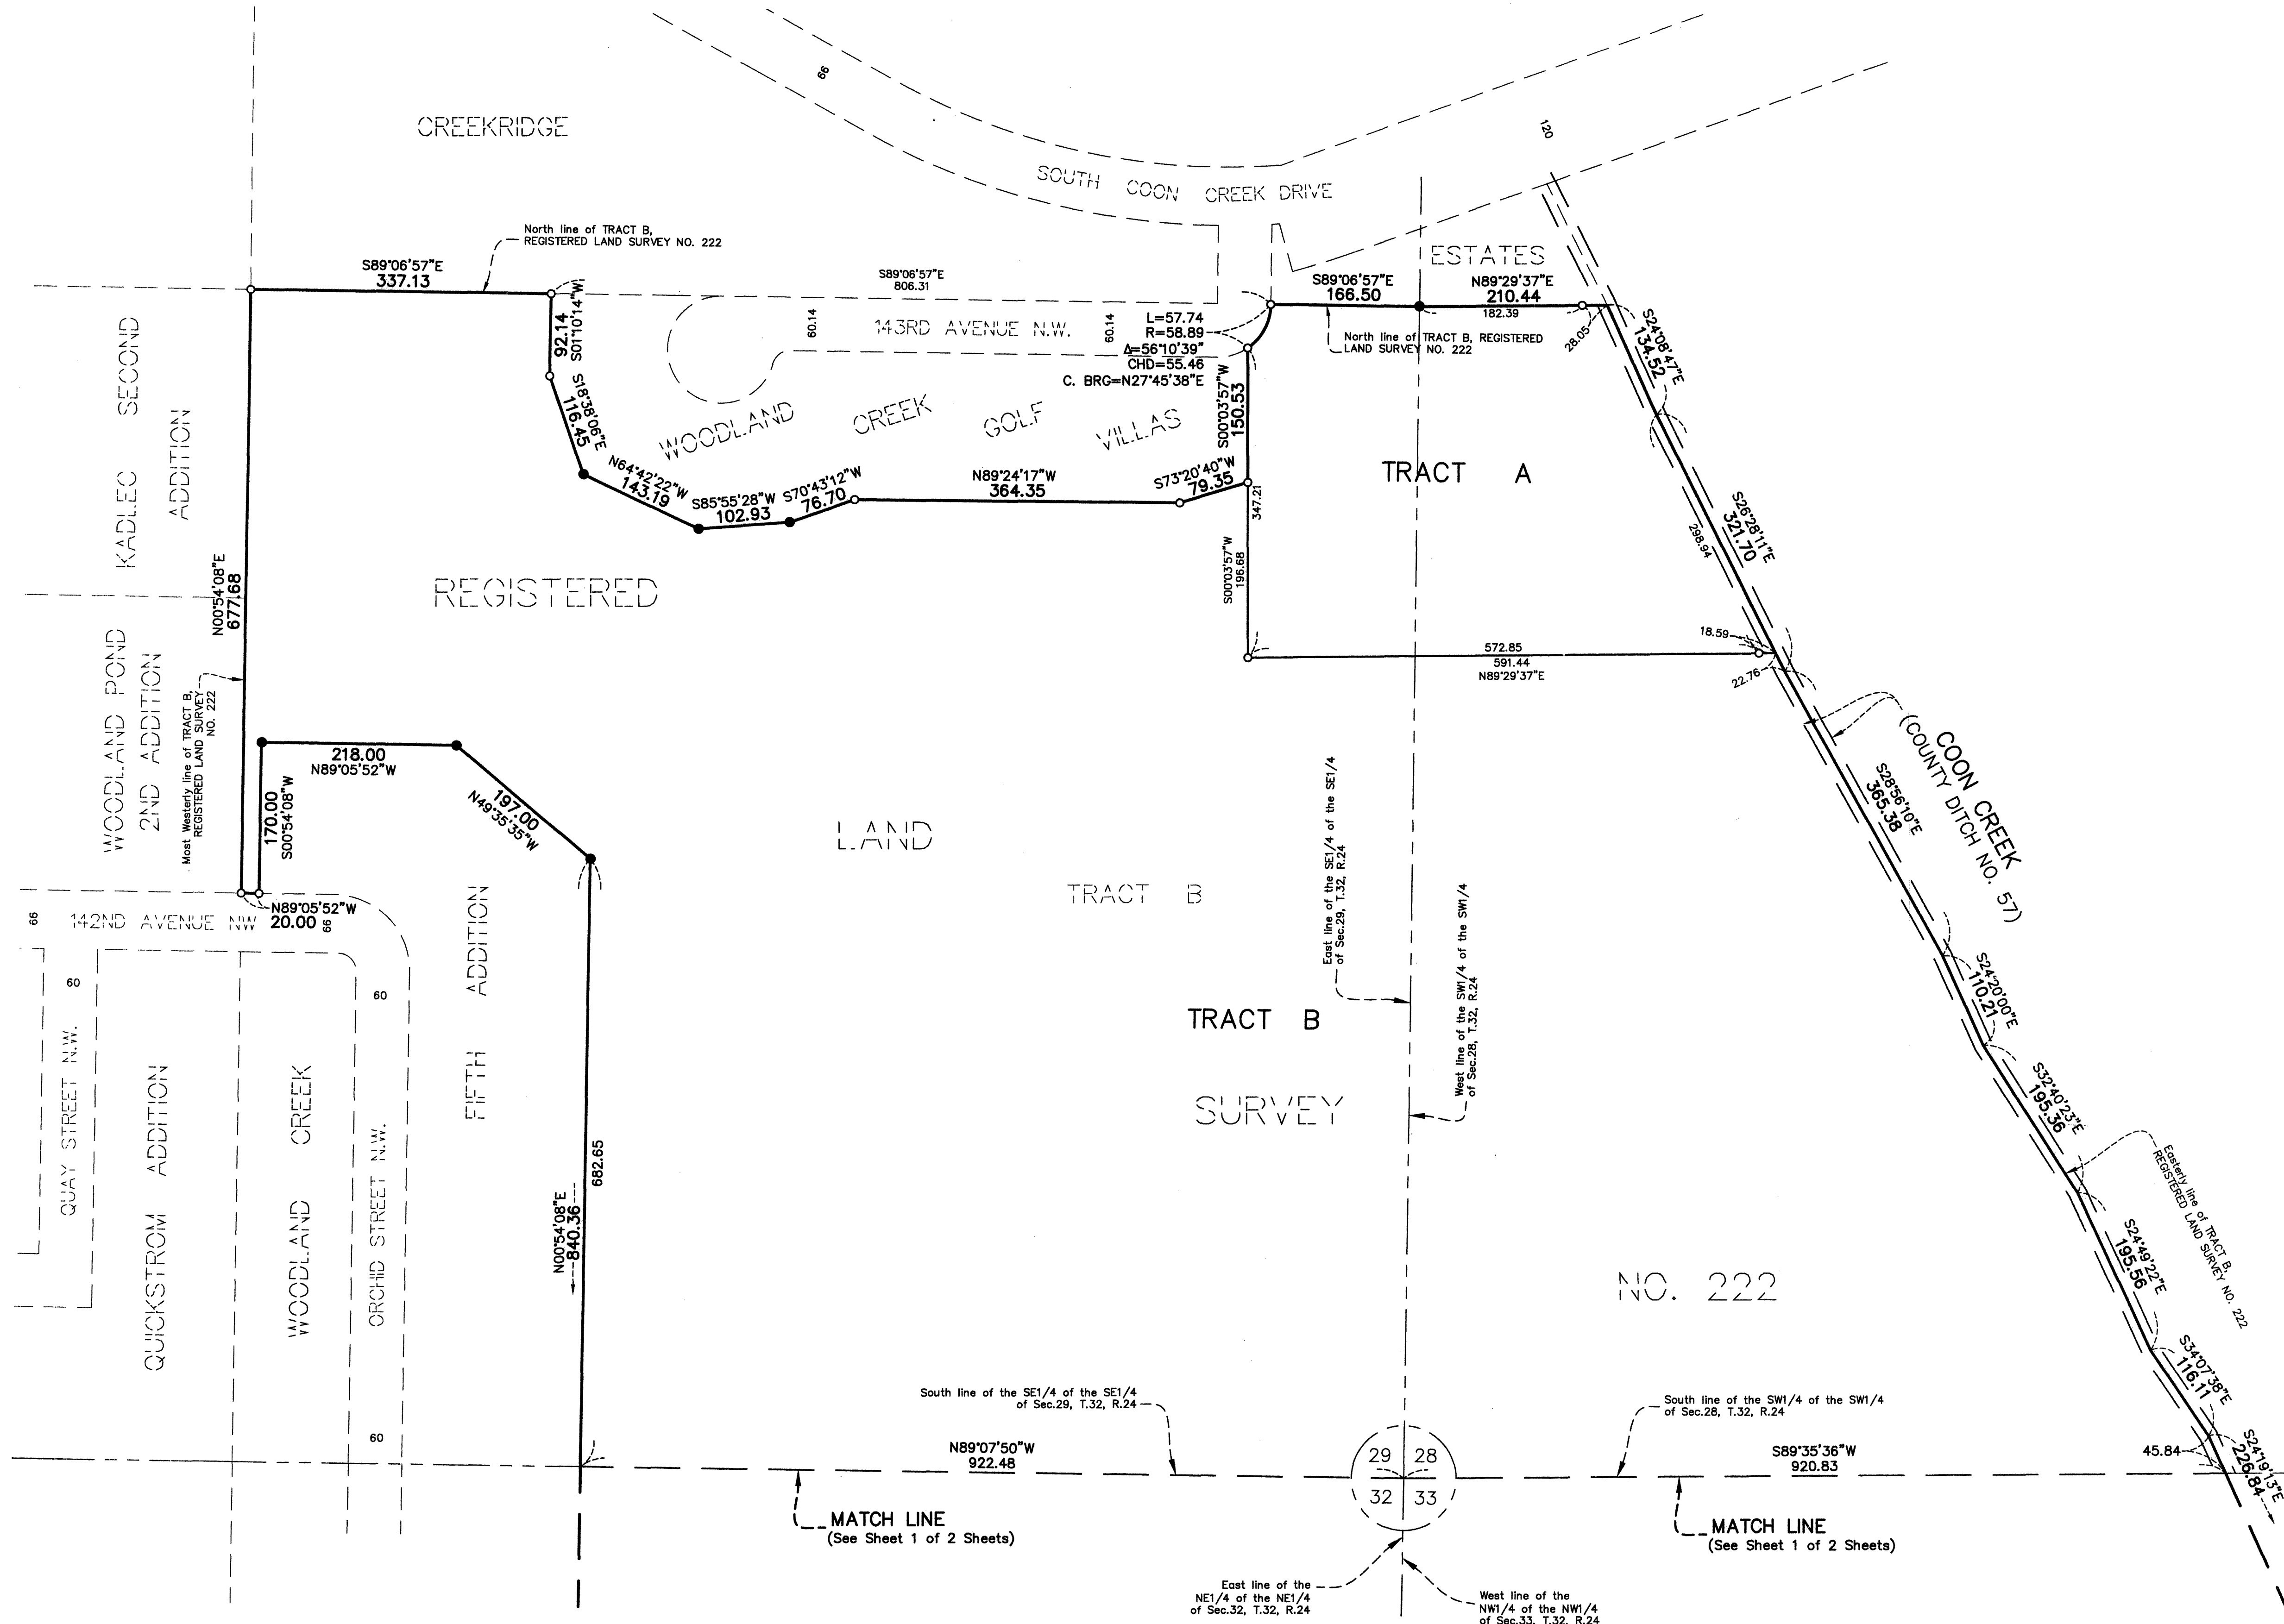 66
120
CREEKRIDGE
SOUTH COON CREEK DRIVE
ESTATES
North line of TRACT B,
REGISTERED LAND SURVEY NO. 222
S89°06'57"E
337.13
S89°06'57"E
806.31
S89°06'57"E
166.50
N89°29'37"E
210.44
182.39
28.05
North line of TRACT B, REGISTERED
LAND SURVEY NO. 222
60.14
143RD AVENUE N.W.
60.14
L=57.74
R=58.89
Δ=56°10'39"
CHD=55.46
C. BRG=N27°45'38"E
92.14
S01°10'14"W
S18°38'06"E
116.45
N64°42'22"W
143.19
S85°55'28"W
102.93
S70°43'12"W
76.70
N89°24'17"W
364.35
S73°20'40"W
79.35
S00°03'57"W
150.53
WOODLAND CREEK GOLF VILLAS
TRACT A
347.21
S00°03'57"W
196.68
S24°08'47"E
134.52
S26°28'11"E
321.70
298.94
18.59
22.76
572.85
591.44
N89°29'37"E
KADLEC SECOND
ADDITION
WOODLAND POND
2ND ADDITION
N00°54'08"E
677.68
Most Westerly line of TRACT B,
REGISTERED LAND SURVEY
NO. 222
REGISTERED
218.00
N89°05'52"W
170.00
S00°54'08"W
197.00
N49°35'35"W
N89°05'52"W
20.00
66
66
142ND AVENUE NW
60
60
60
QUAY STREET N.W.
QUICKSTROM ADDITION
WOODLAND CREEK
ORCHID STREET N.W.
FIFTH ADDITION
N00°54'08"E
840.36
682.65
LAND
TRACT B
TRACT B
SURVEY
NO. 222
East line of the SE1/4 of the SE1/4
of Sec.29, T.32, R.24
West line of the SW1/4 of the SW1/4
of Sec.28, T.32, R.24
COON CREEK
(COUNTY DITCH NO. 57)
S28°56'10"E
365.38
S24°20'00"E
110.21
S32°40'23"E
195.36
Easterly line of TRACT B,
REGISTERED LAND SURVEY NO. 222
S24°49'22"E
195.56
S34°07'38"E
116.11
S24°19'13"E
226.84
45.84
South line of the SE1/4 of the SE1/4
of Sec.29, T.32, R.24
South line of the SW1/4 of the SW1/4
of Sec.28, T.32, R.24
N89°07'50"W
922.48
S89°35'36"W
920.83
29 28
32 33
MATCH LINE
(See Sheet 1 of 2 Sheets)
MATCH LINE
(See Sheet 1 of 2 Sheets)
East line of the
NE1/4 of the NE1/4
of Sec.32, T.32, R.24
West line of the
NW1/4 of the NW1/4
of Sec.33, T.32, R.24